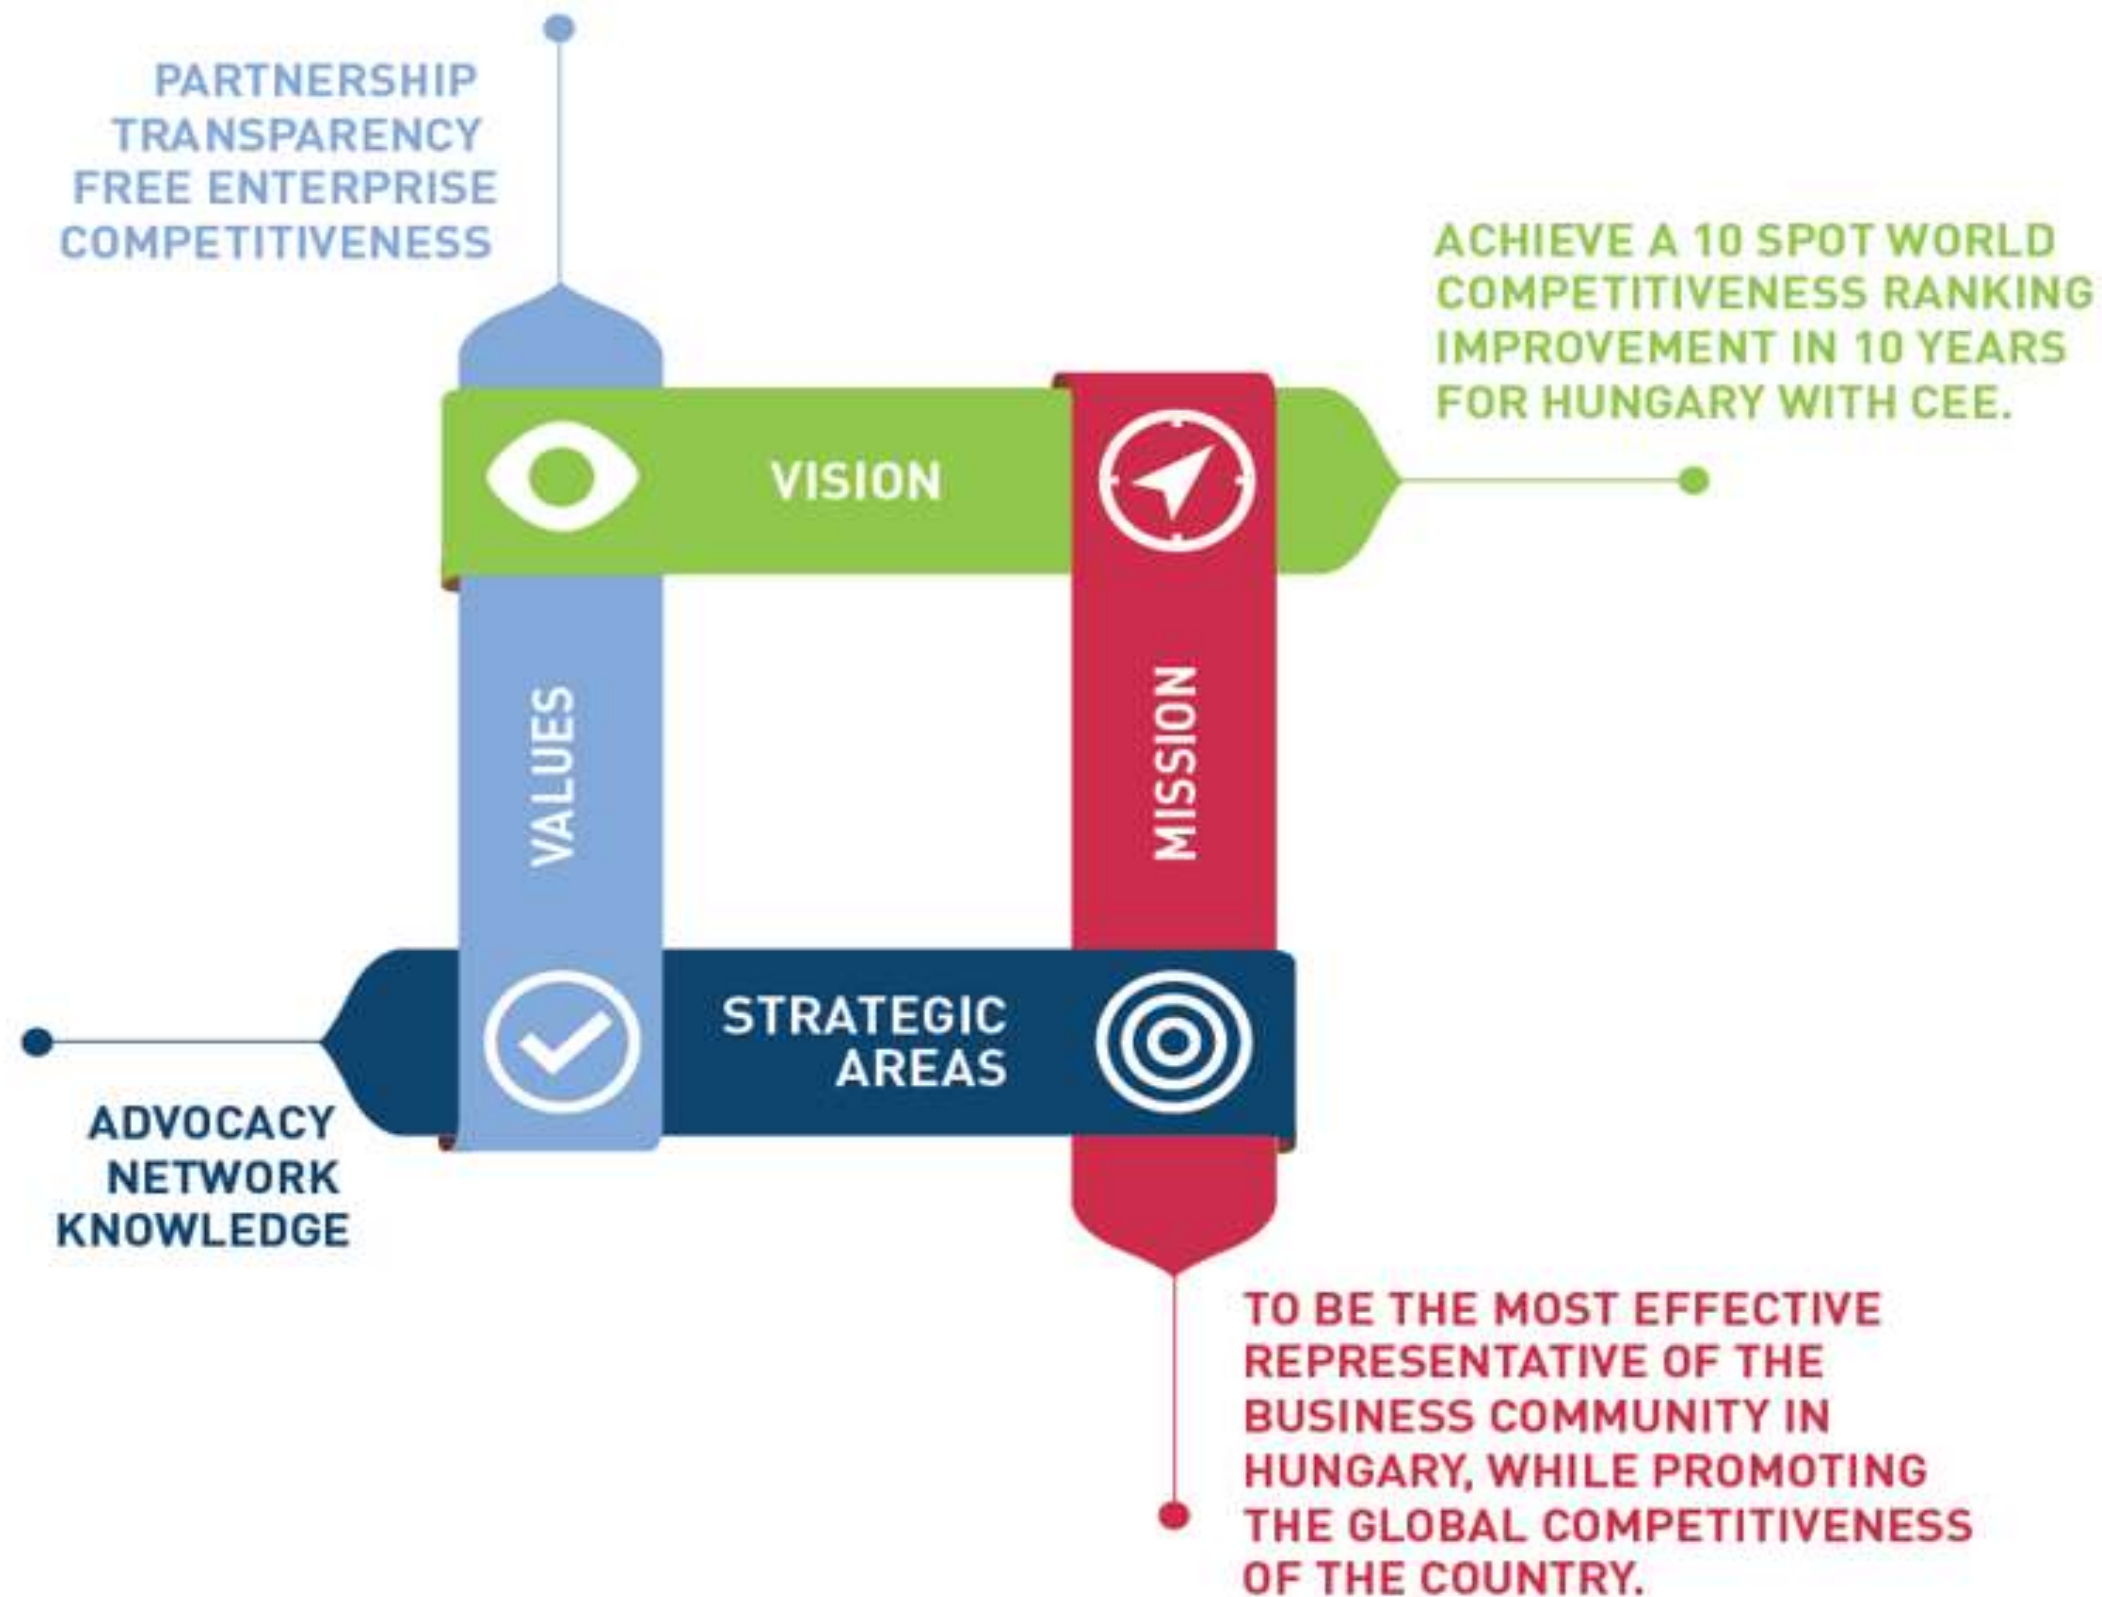 PARTNERSHIP
TRANSPARENCY
FREE ENTERPRISE
COMPETITIVENESS
ACHIEVE A 10 SPOT WORLD
COMPETITIVENESS RANKING
IMPROVEMENT IN 10 YEARS
FOR HUNGARY WITH CEE.
VISION
VALUES
MISSION
STRATEGIC
AREAS
ADVOCACY
NETWORK
KNOWLEDGE
TO BE THE MOST EFFECTIVE
REPRESENTATIVE OF THE
BUSINESS COMMUNITY IN
HUNGARY, WHILE PROMOTING
THE GLOBAL COMPETITIVENESS
OF THE COUNTRY.